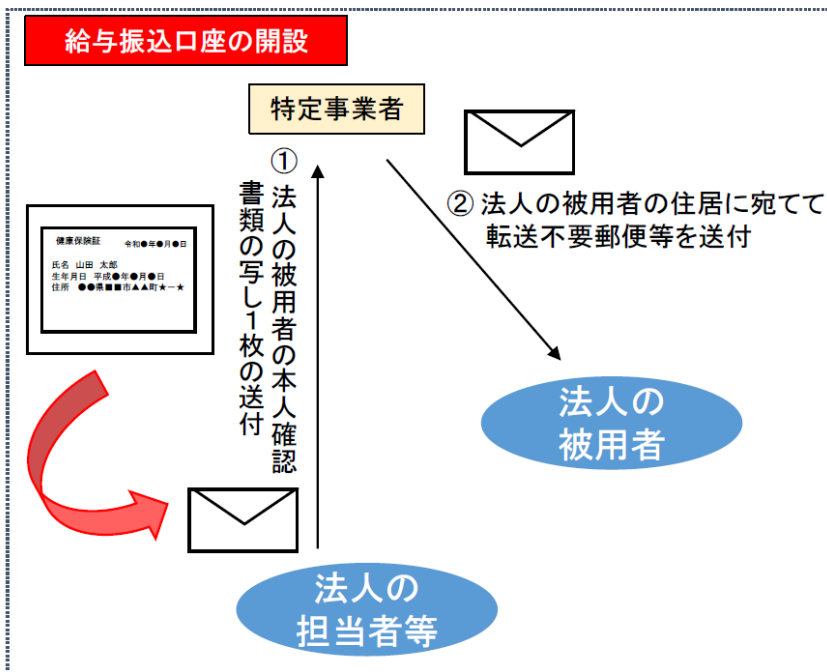 給与振込口座の開設
特定事業者
① 法人の被用者の本人確認
書類の写し1枚の送付
② 法人の被用者の住居に宛てて
転送不要郵便等を送付
健康保険証 令和●年●月●日
氏名 山田 太郎
生年月日 平成●年●月●日
住所 ●●県■■市▲▲町★ー★
法人の
被用者
法人の
担当者等